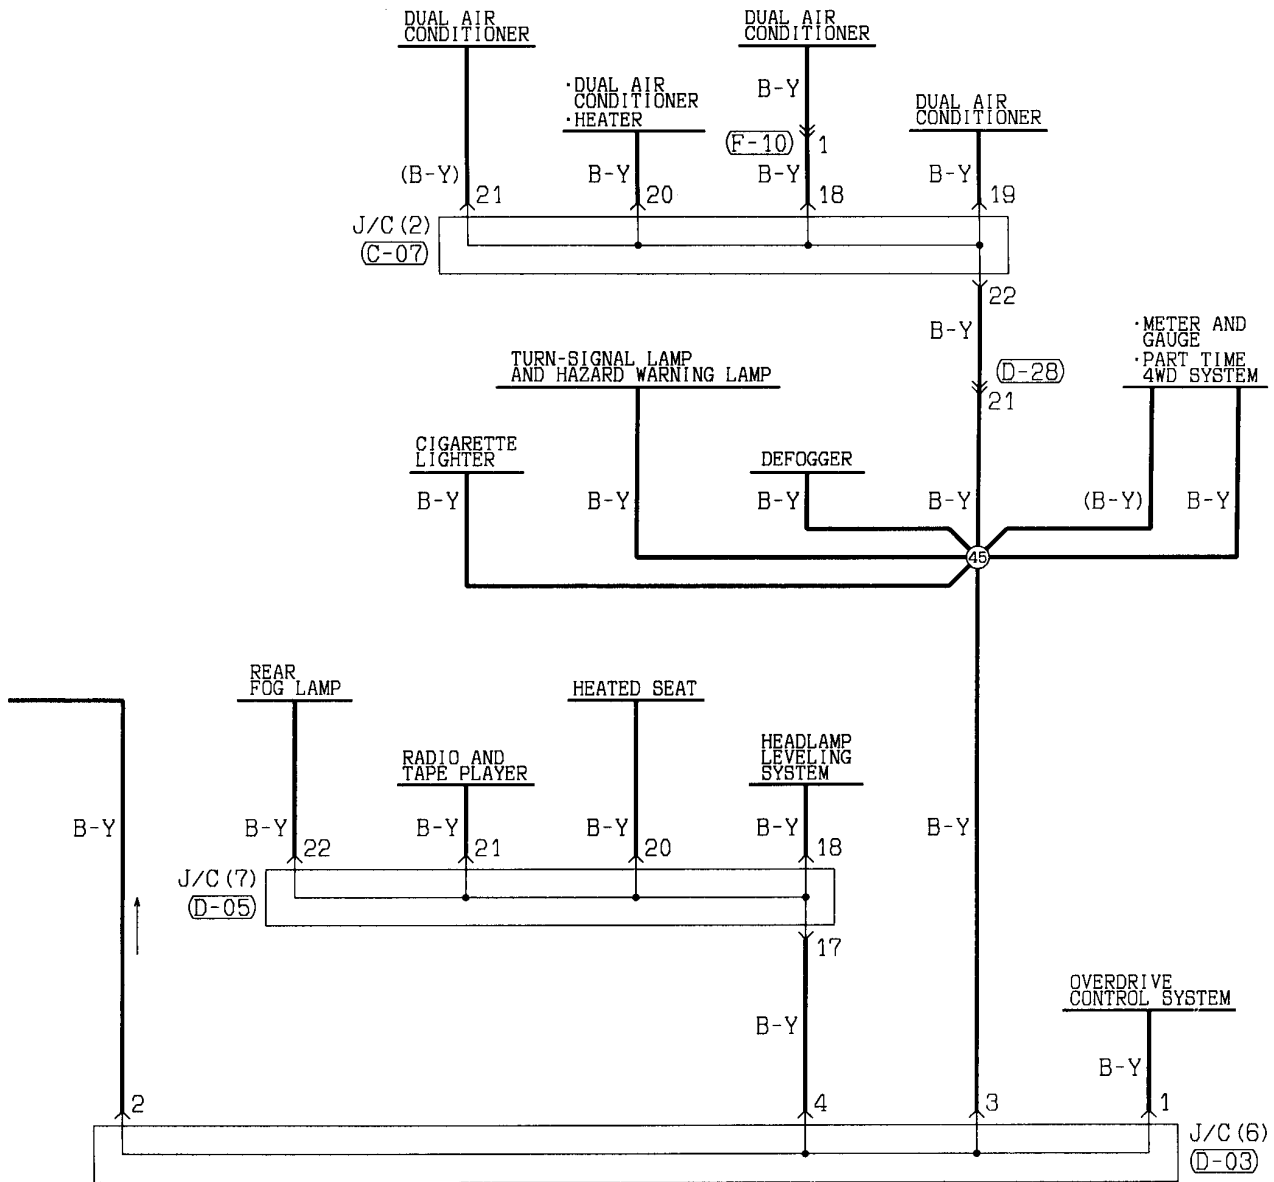 DUAL AIR
CONDITIONER
DUAL AIR
CONDITIONER
·DUAL AIR
CONDITIONER
·HEATER
B-Y
DUAL AIR
CONDITIONER
(F-10)
1
(B-Y)
21
B-Y
20
B-Y
18
B-Y
19
J/C(2)
(C-07)
22
B-Y
·METER AND
GAUGE
·PART TIME
4WD SYSTEM
TURN-SIGNAL LAMP
AND HAZARD WARNING LAMP
(D-28)
21
CIGARETTE
LIGHTER
DEFOGGER
B-Y
B-Y
B-Y
B-Y
(B-Y)
B-Y
45
REAR
FOG LAMP
HEATED SEAT
RADIO AND
TAPE PLAYER
HEADLAMP
LEVELING
SYSTEM
B-Y
B-Y
B-Y
B-Y
B-Y
B-Y
22
21
20
18
J/C(7)
(D-05)
17
OVERDRIVE
CONTROL SYSTEM
B-Y
B-Y
2
4
3
1
J/C(6)
(D-03)